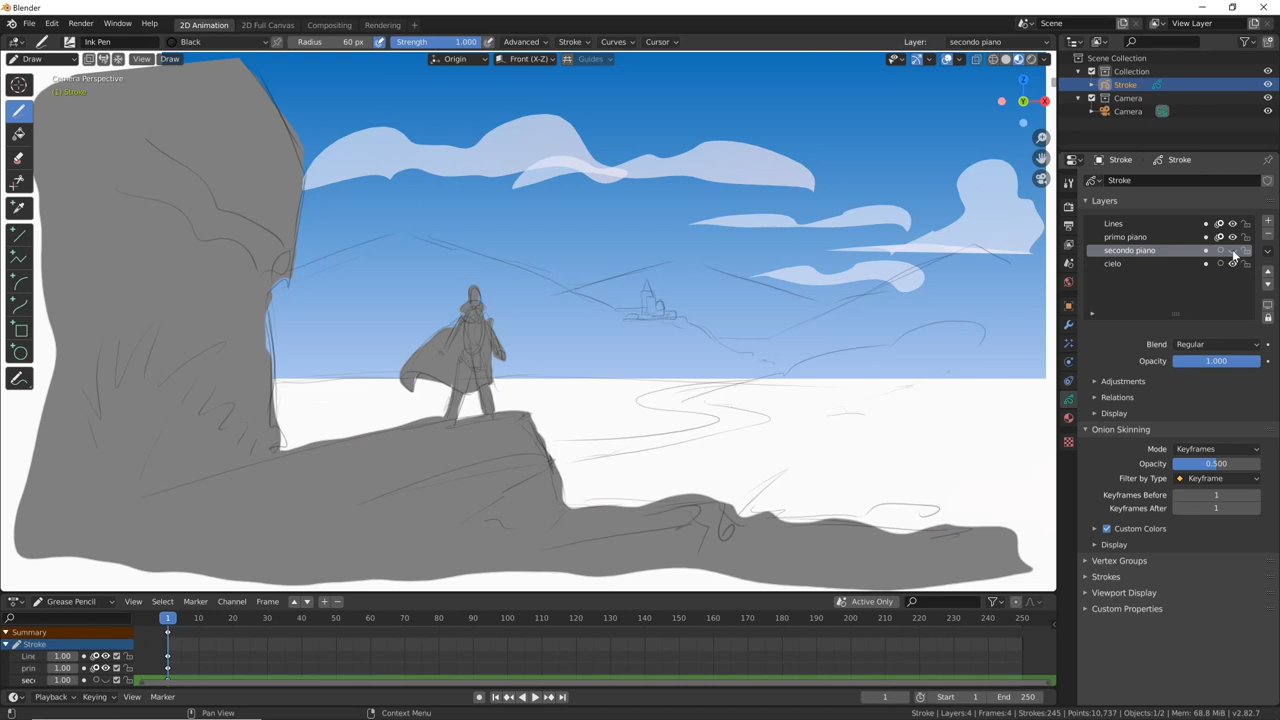 Blender
File Edit Render Window Help 2D Animation 2D Full Canvas Compositing Rendering + Scene View Layer
Ink Pen Black Radius 60 px Strength 1.000 Advanced Stroke Curves Cursor Layer: secondo piano
Draw View Draw Origin Front (X-Z) Guides
Camera Perspective
(1) Stroke
Z
Y
X
Scene Collection
Collection
Stroke
Camera
Camera
Stroke Stroke
Stroke
Layers
Lines
primo piano
secondo piano
cielo
Blend Regular
Opacity 1.000
Adjustments
Relations
Display
Onion Skinning
Mode Keyframes
Opacity 0.500
Filter by Type Keyframe
Keyframes Before 1
Keyframes After 1
Custom Colors
Display
Vertex Groups
Strokes
Viewport Display
Custom Properties
Grease Pencil View Select Marker Channel Frame Active Only
1 10 20 30 40 50 60 70 80 90 100 110 120 130 140 150 160 170 180 190 200 210 220 230 240 250
Summary
Stroke
Line 1.00
prin 1.00
seco 1.00
Playback Keying View Marker 1 Start 1 End 250
Pan View Context Menu Stroke | Layers:4 | Frames:4 | Strokes:245 | Points:10,737 | Objects:1/2 | Mem: 68.8 MiB | v2.82.7